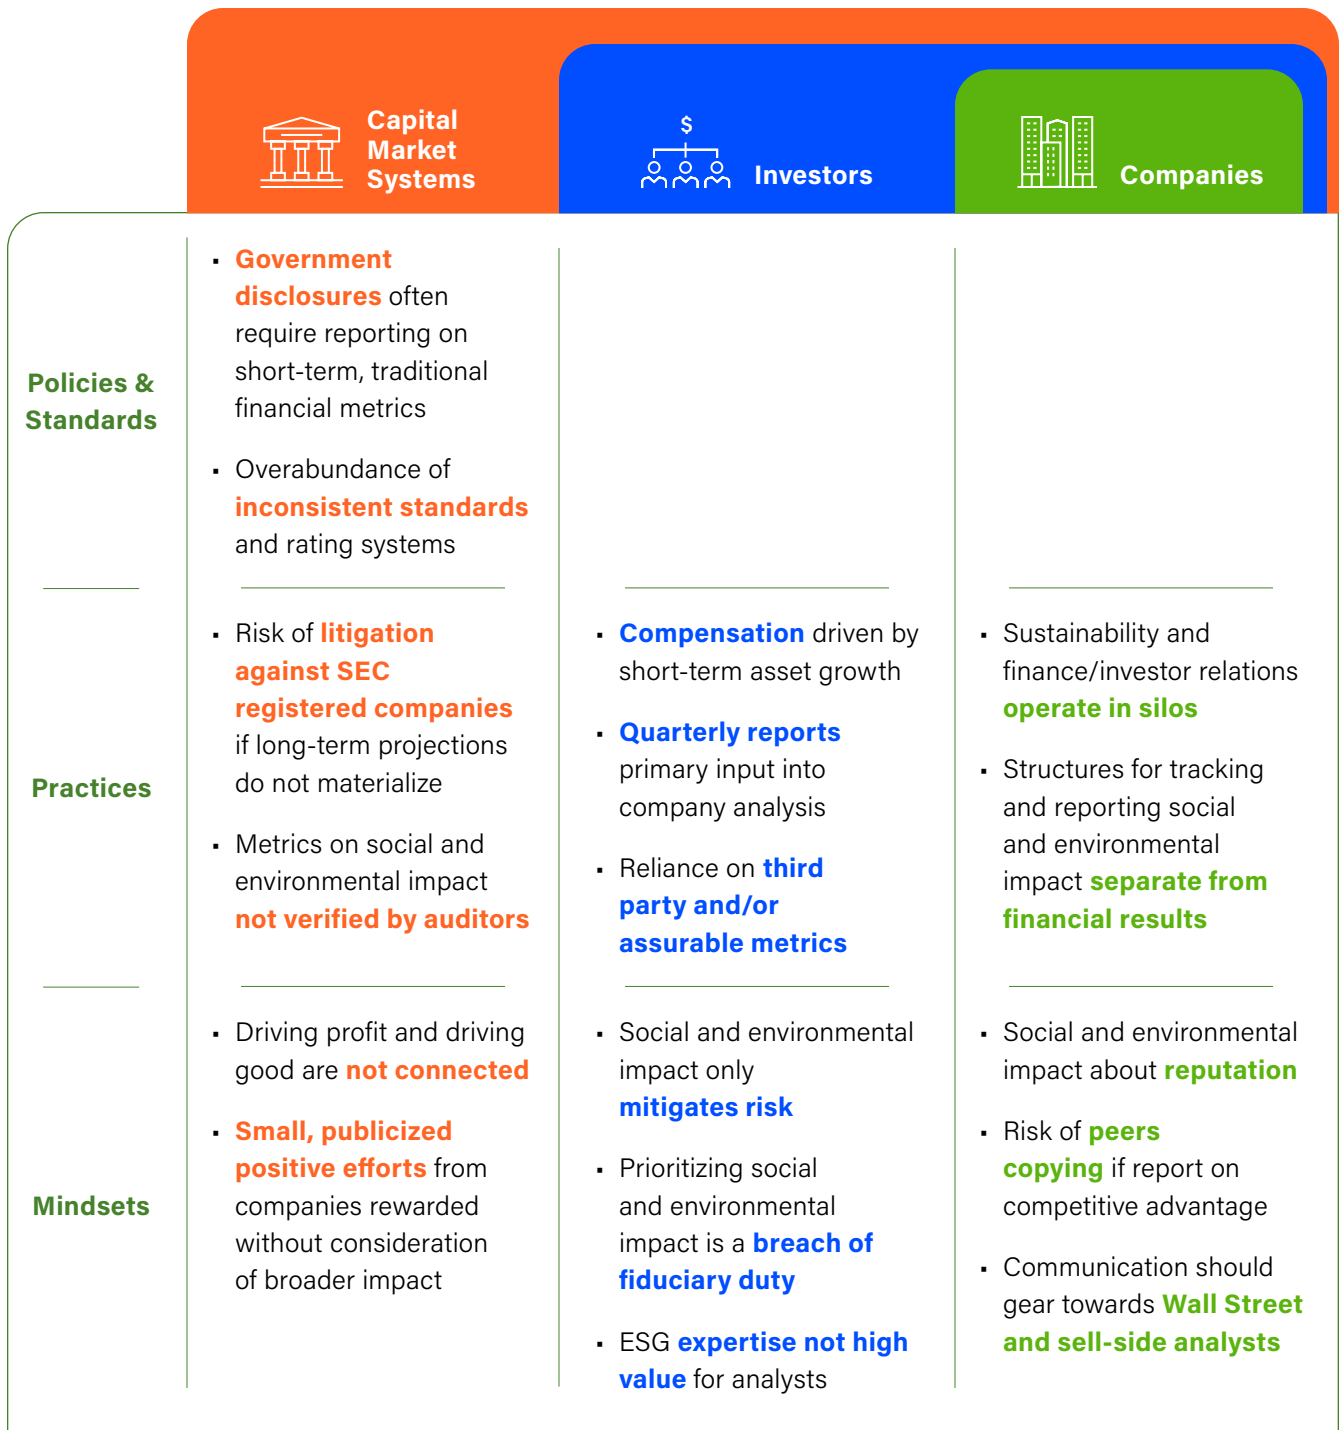 Capital
Market
Systems
$
Investors
Companies
Policies &
Standards
▪ Government
disclosures often
require reporting on
short-term, traditional
financial metrics
▪ Overabundance of
inconsistent standards
and rating systems
Practices
▪ Risk of litigation
against SEC
registered companies
if long-term projections
do not materialize
▪ Metrics on social and
environmental impact
not verified by auditors
▪ Compensation driven by
short-term asset growth
▪ Quarterly reports
primary input into
company analysis
▪ Reliance on third
party and/or
assurable metrics
▪ Sustainability and
finance/investor relations
operate in silos
▪ Structures for tracking
and reporting social
and environmental
impact separate from
financial results
Mindsets
▪ Driving profit and driving
good are not connected
▪ Small, publicized
positive efforts from
companies rewarded
without consideration
of broader impact
▪ Social and environmental
impact only
mitigates risk
▪ Prioritizing social
and environmental
impact is a breach of
fiduciary duty
▪ ESG expertise not high
value for analysts
▪ Social and environmental
impact about reputation
▪ Risk of peers
copying if report on
competitive advantage
▪ Communication should
gear towards Wall Street
and sell-side analysts